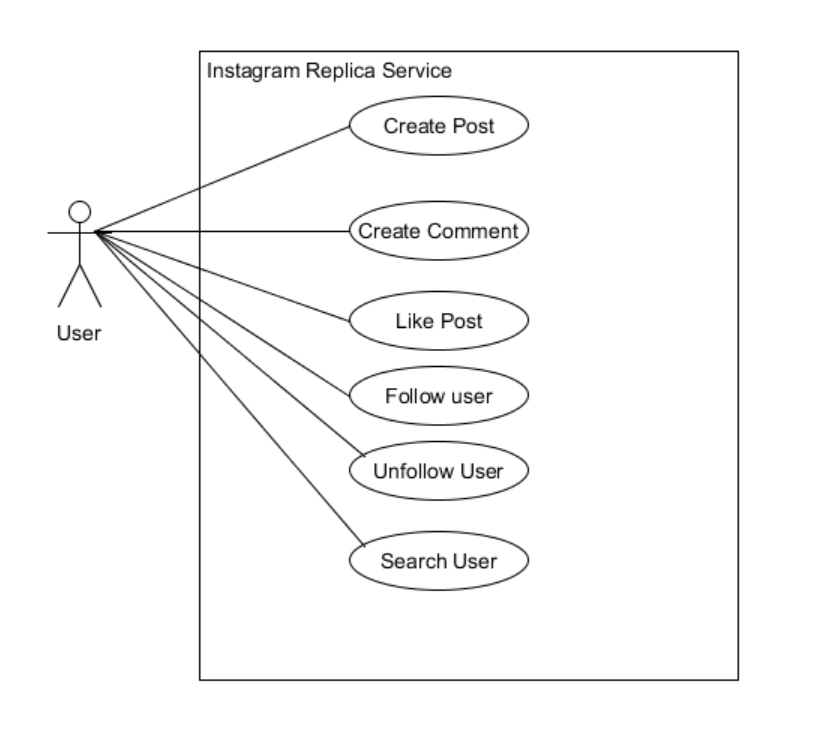 Instagram Replica Service
Create Post
Create Comment
Like Post
User
Follow user
Unfollow User
Search User